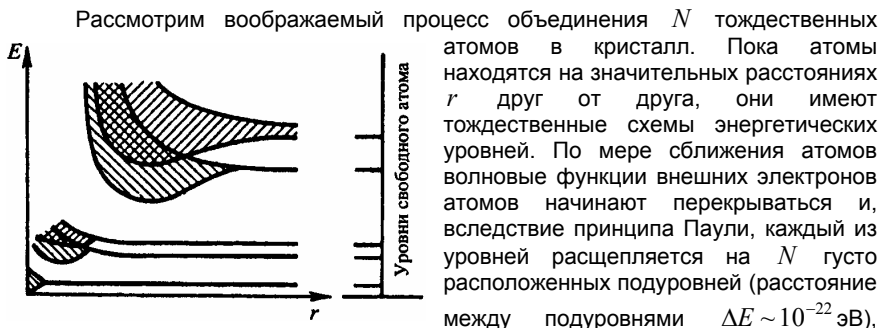 Рассмотрим воображаемый процесс объединения N тождественных
атомов в кристалл. Пока атомы
находятся на значительных расстояниях
r друг от друга, они имеют
тождественные схемы энергетических
уровней. По мере сближения атомов
волновые функции внешних электронов
атомов начинают перекрываться и,
вследствие принципа Паули, каждый из
уровней расщепляется на N густо
расположенных подуровней (расстояние
между подуровнями ΔE ~ 10⁻²² эВ),
E
r
Уровни свободного атома